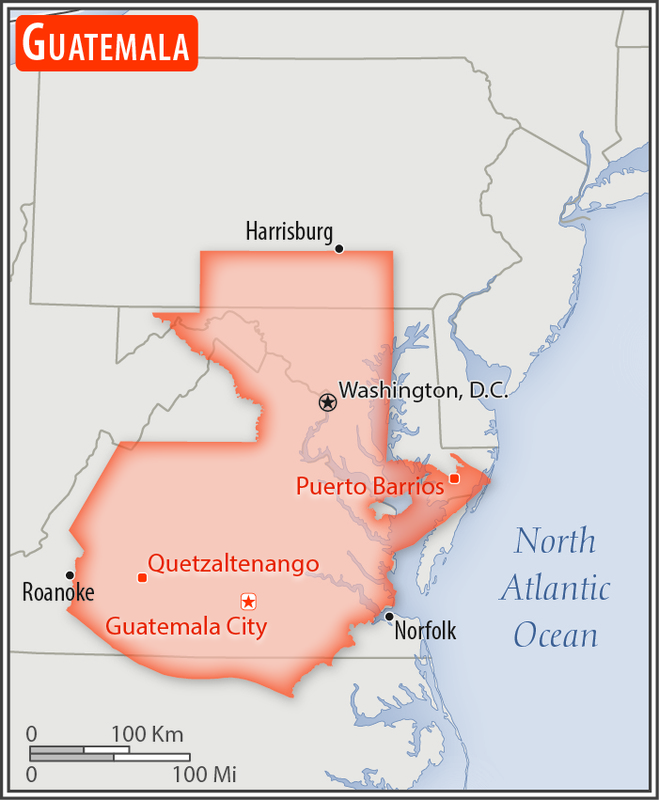 GUATEMALA
Harrisburg
Washington, D.C.
Puerto Barrios
North
Atlantic
Ocean
Quetzaltenango
Roanoke
Guatemala City
Norfolk
0 100 Km
0 100 Mi